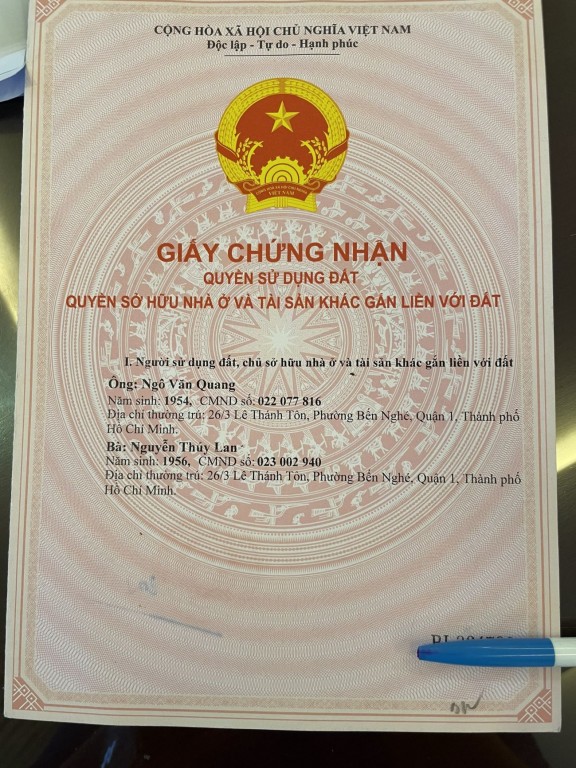 CỘNG HÒA XÃ HỘI CHỦ NGHĨA VIỆT NAM
Độc lập - Tự do - Hạnh phúc
VIỆT NAM
GIẤY CHỨNG NHẬN
QUYỀN SỬ DỤNG ĐẤT
QUYỀN SỞ HỮU NHÀ Ở VÀ TÀI SẢN KHÁC GẮN LIỀN VỚI ĐẤT
I. Người sử dụng đất, chủ sở hữu nhà ở và tài sản khác gắn liền với đất
Ông: Ngô Văn Quang
Năm sinh: 1954, CMND số: 022 077 816
Địa chỉ thường trú: 26/3 Lê Thánh Tôn, Phường Bến Nghé, Quận 1, Thành phố
Hồ Chí Minh.
Bà: Nguyễn Thúy Lan
Năm sinh: 1956, CMND số: 023 002 940
Địa chỉ thường trú: 26/3 Lê Thánh Tôn, Phường Bến Nghé, Quận 1, Thành phố
Hồ Chí Minh.